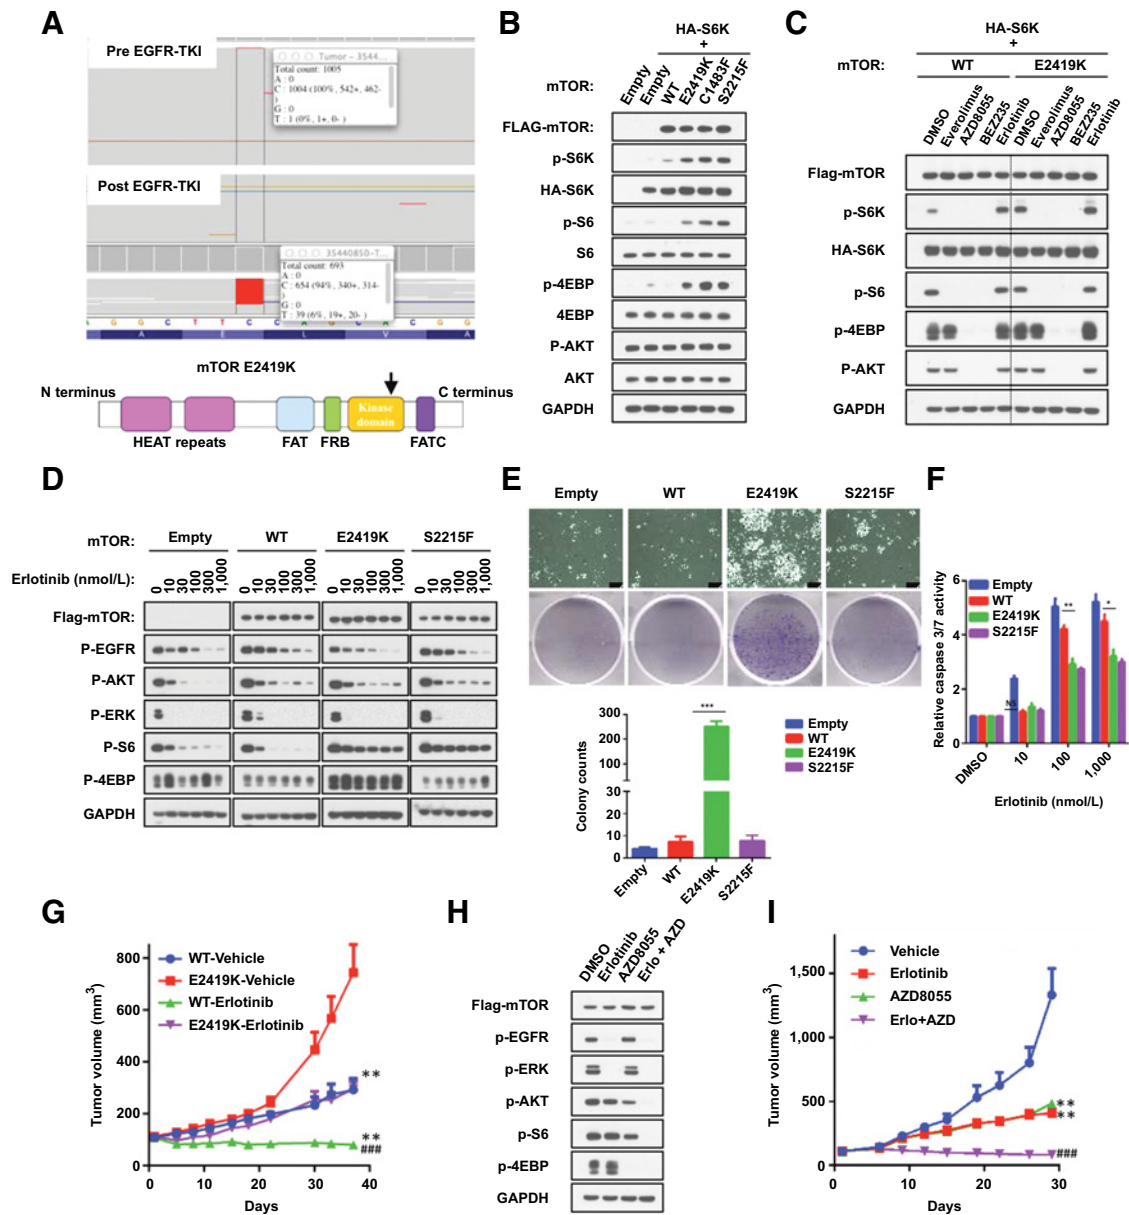 A
Pre EGFR-TKI
Tumor – 3544...
Total count: 1005
A : 0
C : 1004 (100%, 542+, 462-
)
G : 0
T : 1 (0%, 1+, 0- )
Post EGFR-TKI
35440850-T...
Total count: 693
A : 0
C : 654 (94%, 340+, 314-
)
G : 0
T : 39 (6%, 19+, 20- )
G G C T T C C A G C A C G G
A E L V A
mTOR E2419K
N terminus
C terminus
Kinase
domain
HEAT repeats
FAT
FRB
FATC
B
HA-S6K
+
mTOR:
Empty
Empty
WT
E2419K
C1483F
S2215F
FLAG-mTOR
p-S6K
HA-S6K
p-S6
S6
p-4EBP
4EBP
P-AKT
AKT
GAPDH
C
HA-S6K
+
mTOR:
WT
E2419K
DMSO
Everolimus
AZD8055
BEZ235
Erlotinib
DMSO
Everolimus
AZD8055
BEZ235
Erlotinib
Flag-mTOR
p-S6K
HA-S6K
p-S6
p-4EBP
P-AKT
GAPDH
D
mTOR:
Empty
WT
E2419K
S2215F
Erlotinib (nmol/L):
0 10 30 100 300 1,000
0 10 30 100 300 1,000
0 10 30 100 300 1,000
0 10 30 100 300 1,000
Flag-mTOR
P-EGFR
P-AKT
P-ERK
P-S6
P-4EBP
GAPDH
E
Empty
WT
E2419K
S2215F
Colony counts
300
200
100
30
20
10
0
***
Empty
WT
E2419K
S2215F
Empty
WT
E2419K
S2215F
F
Relative caspase 3/7 activity
6
4
2
0
Empty
WT
E2419K
S2215F
NS
**
*
DMSO
10
100
1,000
Erlotinib (nmol/L)
G
Tumor volume (mm3)
800
600
400
200
0
WT-Vehicle
E2419K-Vehicle
WT-Erlotinib
E2419K-Erlotinib
**
**
###
0 10 20 30 40
Days
H
DMSO
Erlotinib
AZD8055
Erlo + AZD
Flag-mTOR
p-EGFR
p-ERK
p-AKT
p-S6
p-4EBP
GAPDH
I
Tumor volume (mm3)
1,500
1,000
500
0
Vehicle
Erlotinib
AZD8055
Erlo+AZD
**
**
###
0 10 20 30
Days